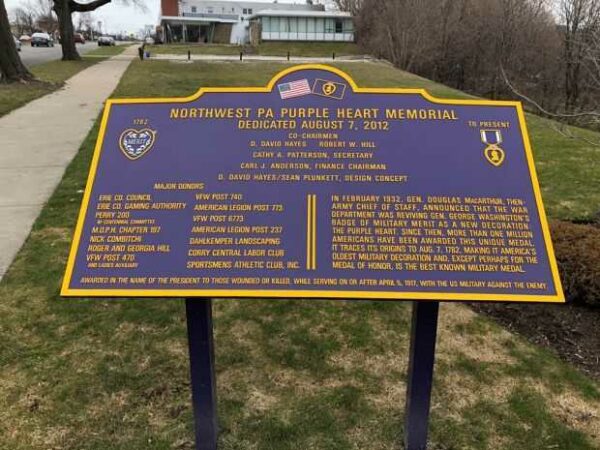 NORTHWEST PA PURPLE HEART MEMORIAL
DEDICATED AUGUST 7, 2012
1782
MERIT
TO PRESENT
CO-CHAIRMEN
D. DAVID HAYES ROBERT W. HILL
CATHY A. PATTERSON, SECRETARY
CARL J. ANDERSON, FINANCE CHAIRMAN
D. DAVID HAYES/SEAN PLUNKETT, DESIGN CONCEPT
MAJOR DONORS
ERIE CO. COUNCIL
ERIE CO. GAMING AUTHORITY
PERRY 200
BI-CENTENNIAL COMMITTEE
M.O.P.H. CHAPTER 197
NICK COMBITCHI
ROGER AND GEORGIA HILL
VFW POST 470
AND LADIES AUXILIARY
VFW POST 740
AMERICAN LEGION POST 773
VFW POST 6773
AMERICAN LEGION POST 237
DAHLKEMPER LANDSCAPING
CORRY CENTRAL LABOR CLUB
SPORTSMENS ATHLETIC CLUB, INC.
IN FEBRUARY 1932, GEN. DOUGLAS MACARTHUR, THEN-
ARMY CHIEF OF STAFF, ANNOUNCED THAT THE WAR
DEPARTMENT WAS REVIVING GEN. GEORGE WASHINGTON'S
BADGE OF MILITARY MERIT AS A NEW DECORATION,
THE PURPLE HEART. SINCE THEN, MORE THAN ONE MILLION
AMERICANS HAVE BEEN AWARDED THIS UNIQUE MEDAL.
IT TRACES ITS ORIGINS TO AUG. 7, 1782, MAKING IT AMERICA'S
OLDEST MILITARY DECORATION AND, EXCEPT PERHAPS FOR THE
MEDAL OF HONOR, IS THE BEST KNOWN MILITARY MEDAL.
AWARDED IN THE NAME OF THE PRESIDENT TO THOSE WOUNDED OR KILLED, WHILE SERVING ON OR AFTER APRIL 5, 1917, WITH THE US MILITARY AGAINST THE ENEMY.